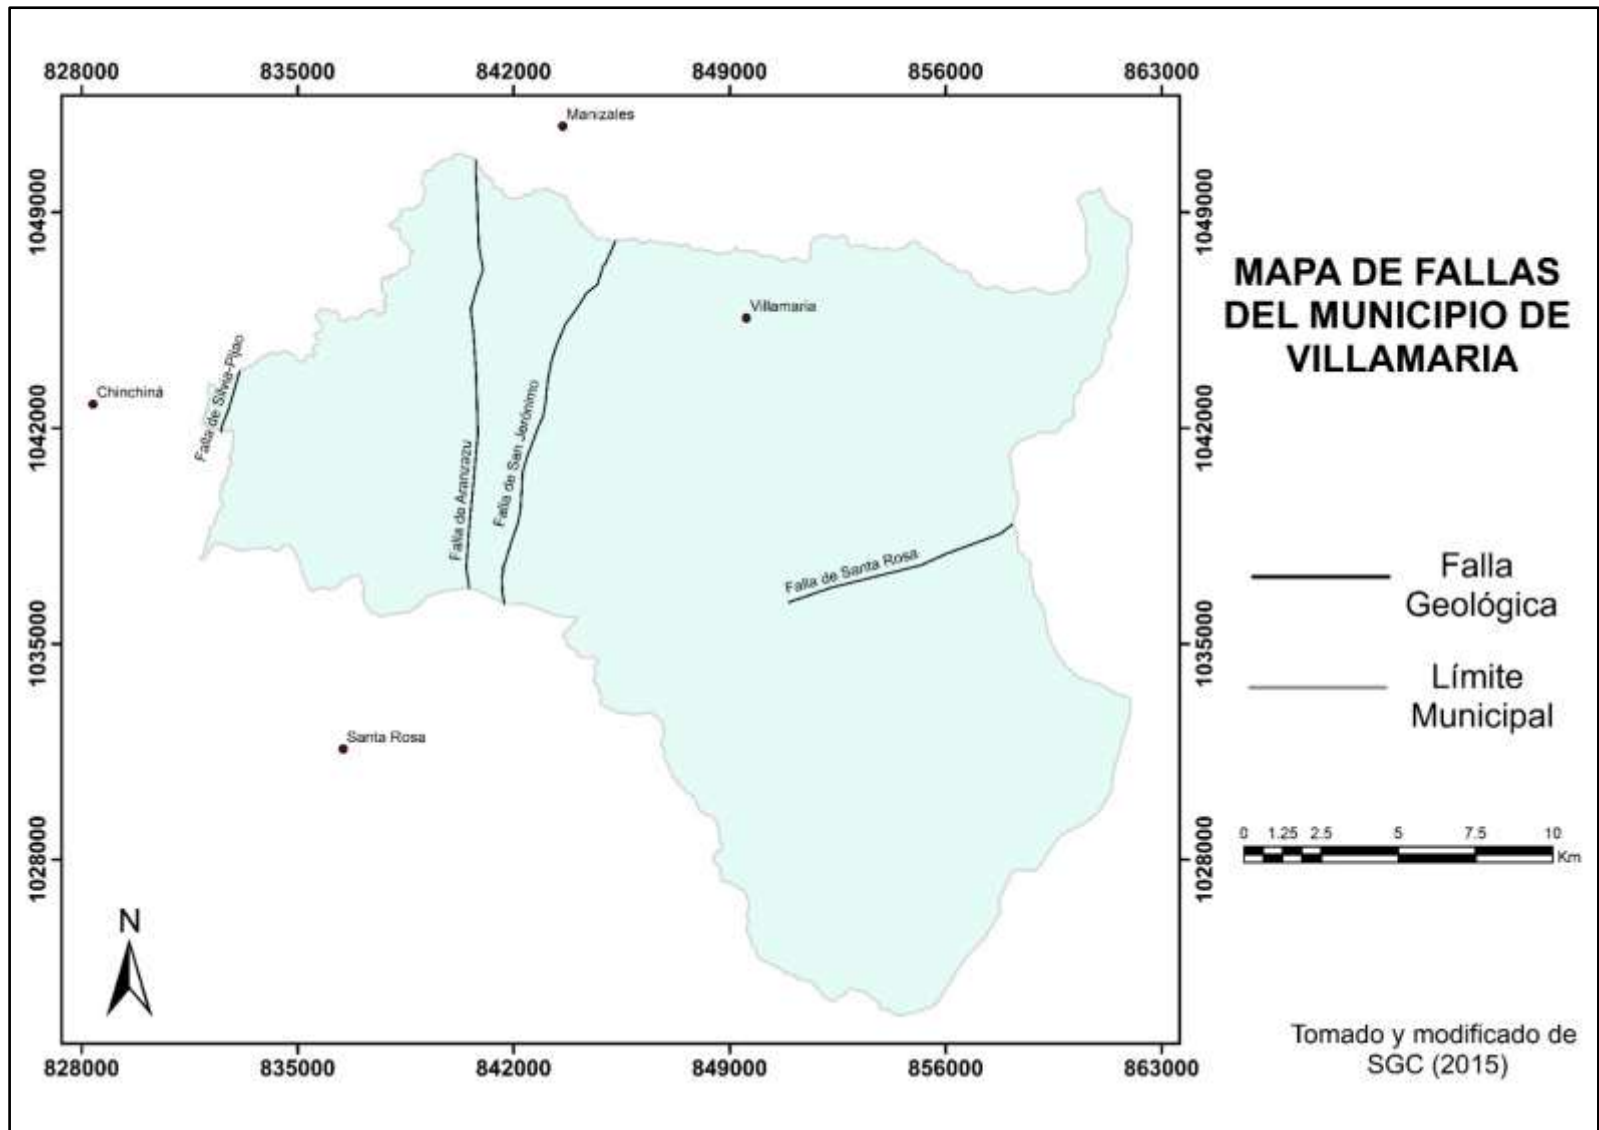 828000 835000 842000 849000 856000 863000
Manizales
1049000
1049000
MAPA DE FALLAS
DEL MUNICIPIO DE
VILLAMARIA
Villamaria
Falla de Silvia-Pijao
Chinchiná
1042000
1042000
Falla de Aranzazu
Falla de San Jerónimo
Falla de Santa Rosa
Falla
Geológica
1035000
1035000
Límite
Municipal
Santa Rosa
0 1.25 2.5 5 7.5 10
Km
1028000
1028000
N
Tomado y modificado de
SGC (2015)
828000 835000 842000 849000 856000 863000